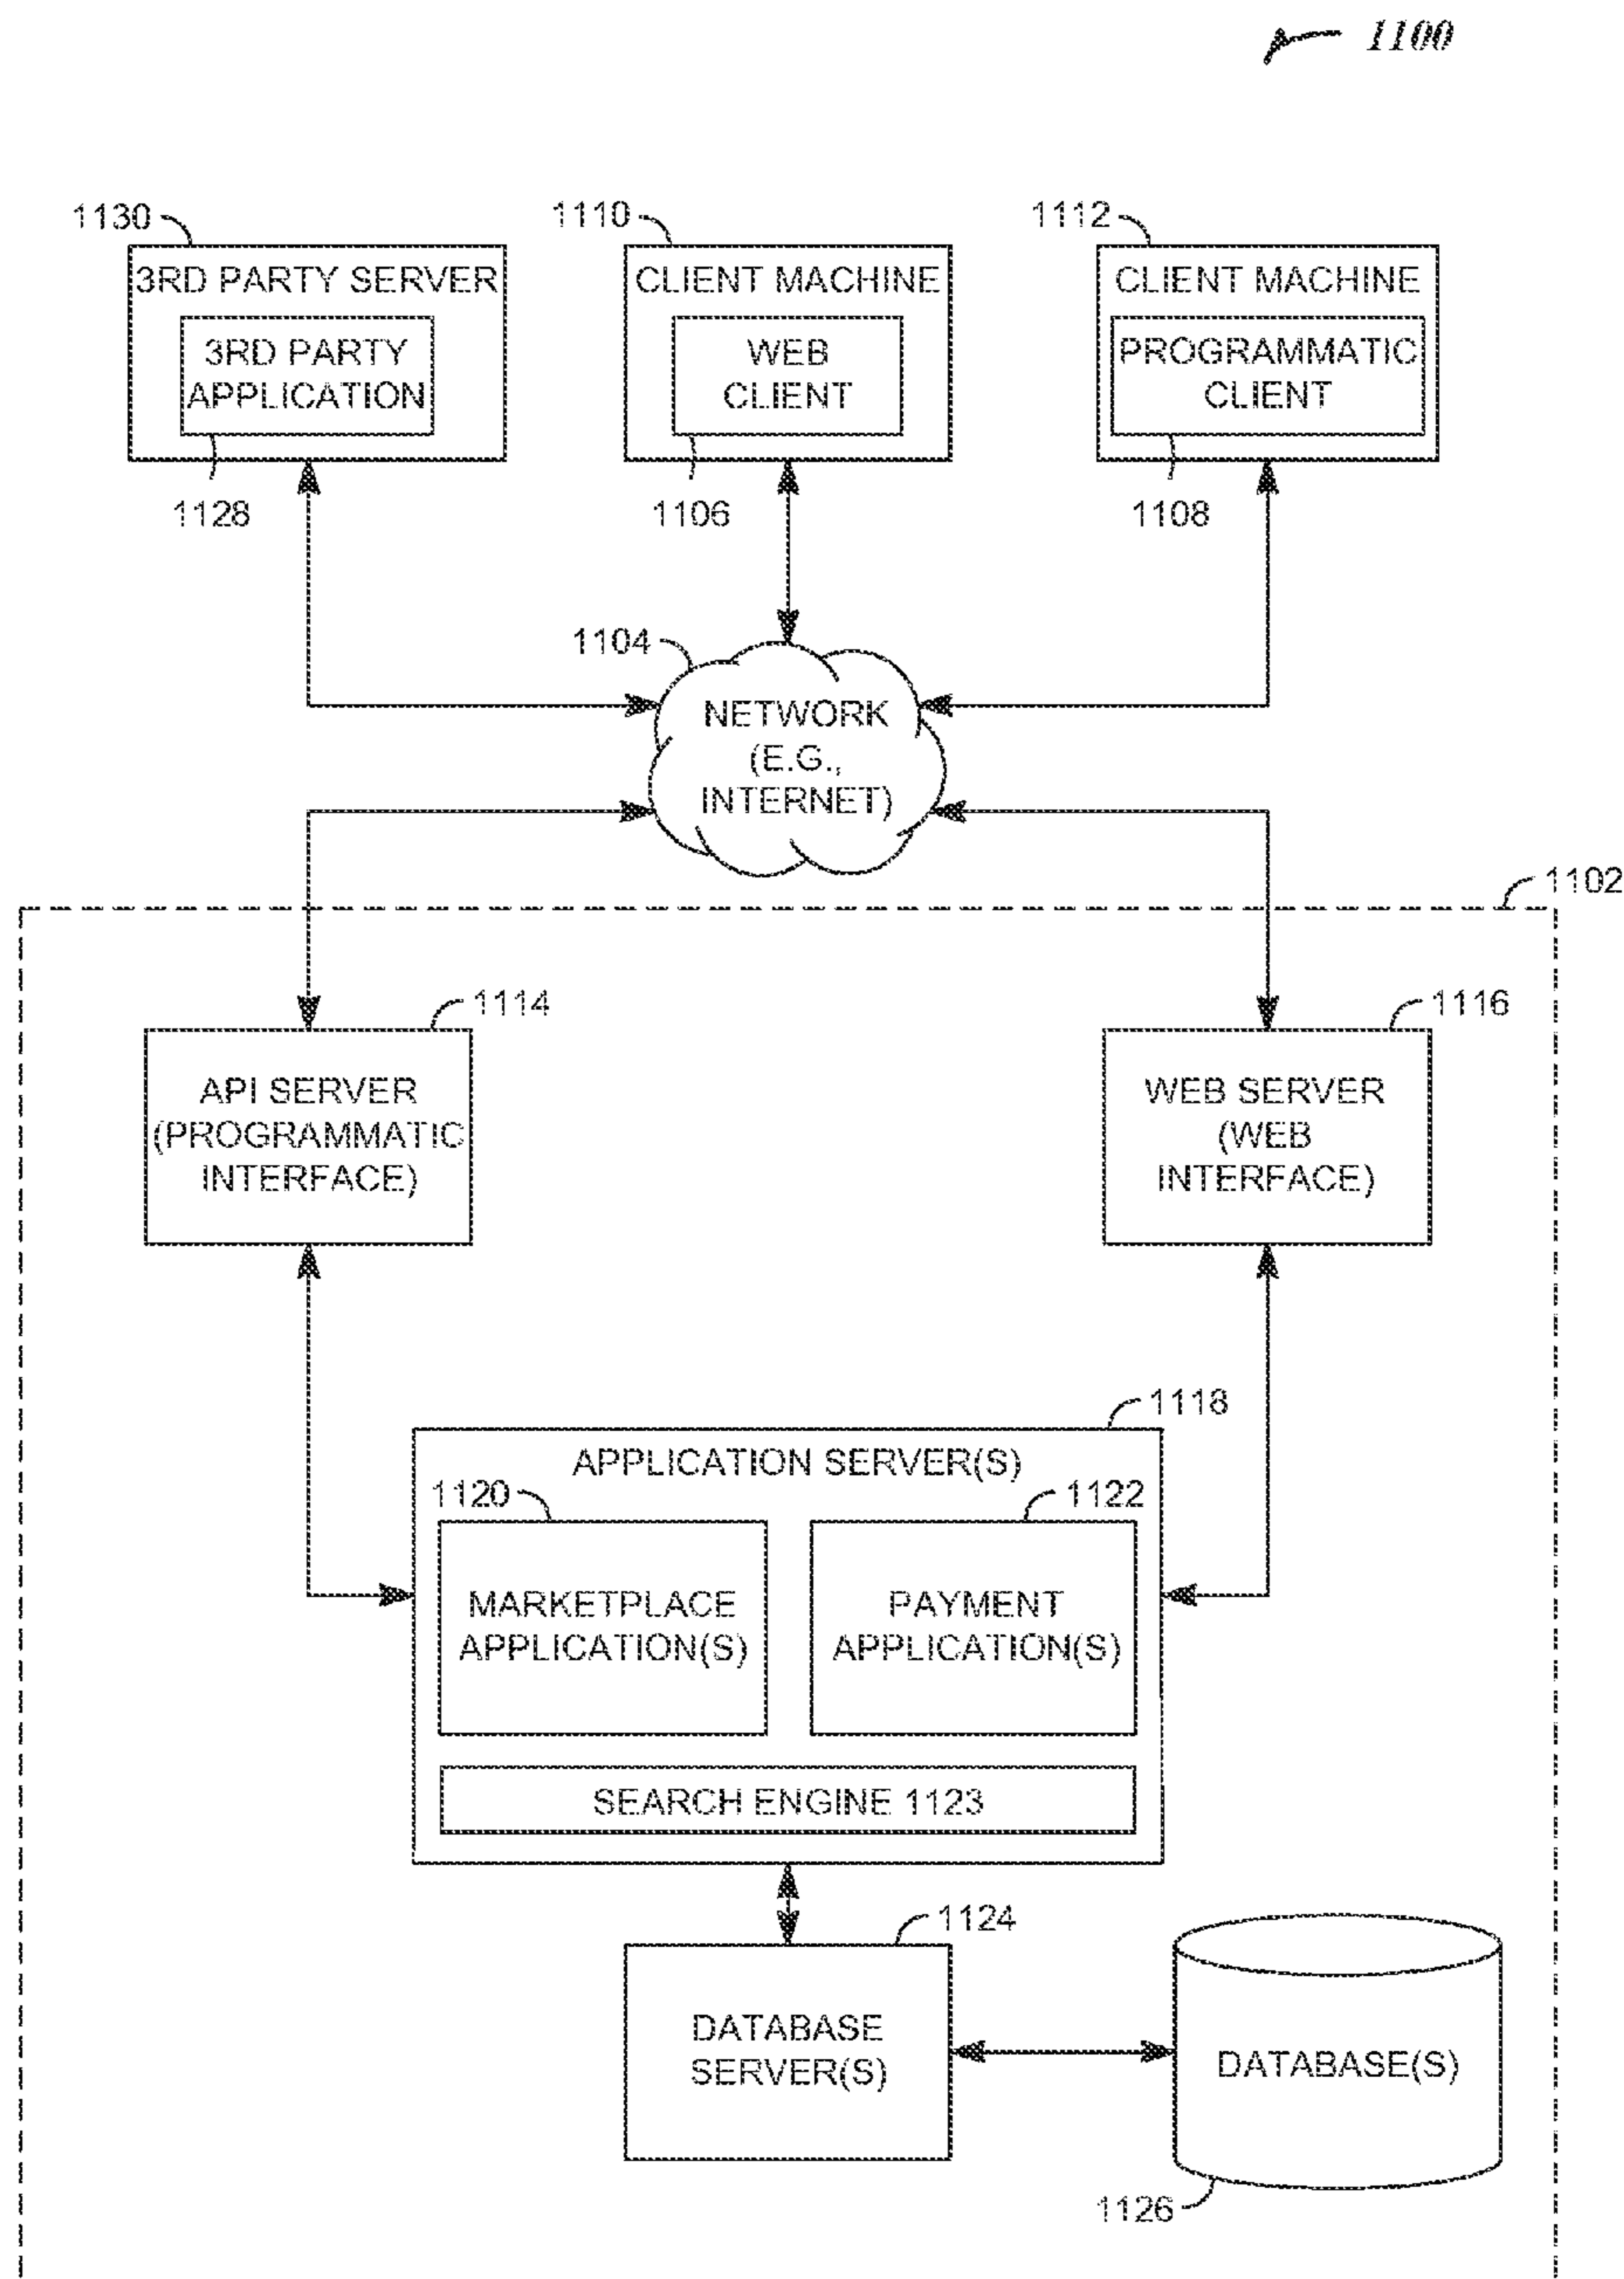 1100
1130
1110
1112
3RD PARTY SERVER
CLIENT MACHINE
CLIENT MACHINE
3RD PARTY
APPLICATION
WEB
CLIENT
PROGRAMMATIC
CLIENT
1128
1106
1108
1104
NETWORK
(E.G.,
INTERNET)
1102
1114
1116
API SERVER
(PROGRAMMATIC
INTERFACE)
WEB SERVER
(WEB
INTERFACE)
1118
APPLICATION SERVER(S)
1120
1122
MARKETPLACE
APPLICATION(S)
PAYMENT
APPLICATION(S)
SEARCH ENGINE 1123
1124
DATABASE
SERVER(S)
DATABASE(S)
1126